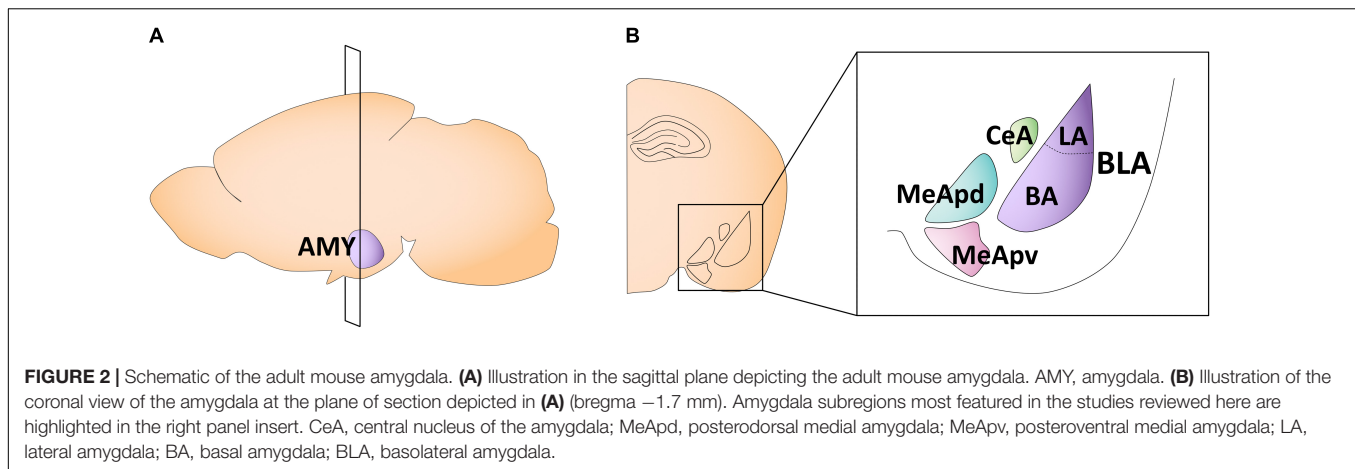 A
B
AMY
CeA
LA
BLA
MeApd
BA
MeApv
FIGURE 2 | Schematic of the adult mouse amygdala. (A) Illustration in the sagittal plane depicting the adult mouse amygdala. AMY, amygdala. (B) Illustration of the
coronal view of the amygdala at the plane of section depicted in (A) (bregma −1.7 mm). Amygdala subregions most featured in the studies reviewed here are
highlighted in the right panel insert. CeA, central nucleus of the amygdala; MeApd, posterodorsal medial amygdala; MeApv, posteroventral medial amygdala; LA,
lateral amygdala; BA, basal amygdala; BLA, basolateral amygdala.